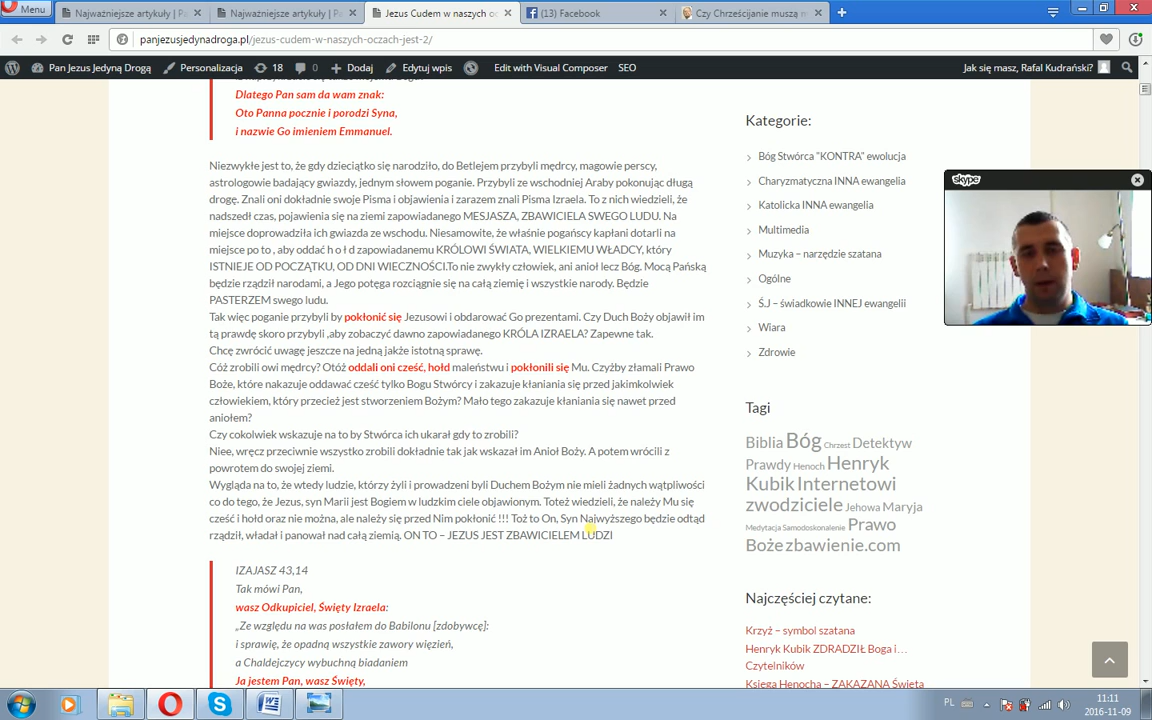 Menu
Najważniejsze artykuły | Pa
Najważniejsze artykuły | Pa
Jezus Cudem w naszych oc
(13) Facebook
Czy Chrześcijanie muszą m
panjezusjedynadroga.pl/jezus-cudem-w-naszych-oczach-jest-2/
Pan Jezus Jedyną Drogą
Personalizacja
18
0
Dodaj
Edytuj wpis
Edit with Visual Composer
SEO
Jak się masz, Rafal Kudrański?
Dlatego Pan sam da wam znak:
Oto Panna pocznie i porodzi Syna,
i nazwie Go imieniem Emmanuel.
Niezwykłe jest to, że gdy dzieciątko się narodziło, do Betlejem przybyli mędrcy, magowie perscy,
astrologowie badający gwiazdy, jednym słowem poganie. Przybyli ze wschodniej Araby pokonując długą
drogę. Znali oni dokładnie swoje Pisma i objawienia i zarazem znali Pisma Izraela. To z nich wiedzieli, że
nadszedł czas, pojawienia się na ziemi zapowiadanego MESJASZA, ZBAWICIELA SWEGO LUDU. Na
miejsce doprowadziła ich gwiazda ze wschodu. Niesamowite, że właśnie pogańscy kapłani dotarli na
miejsce po to , aby oddać h o ł d zapowiadanemu KRÓLOWI ŚWIATA, WIELKIEMU WŁADCY, który
ISTNIEJE OD POCZĄTKU, OD DNI WIECZNOŚCI.To nie zwykły człowiek, ani anioł lecz Bóg. Mocą Pańską
będzie rządził narodami, a Jego potęga rozciągnie się na całą ziemię i wszystkie narody. Będzie
PASTERZEM swego ludu.
Tak więc poganie przybyli by pokłonić się Jezusowi i obdarować Go prezentami. Czy Duch Boży objawił im
tą prawdę skoro przybyli ,aby zobaczyć dawno zapowiadanego KRÓLA IZRAELA? Zapewne tak.
Chcę zwrócić uwagę jeszcze na jedną jakże istotną sprawę.
Cóż zrobili owi mędrcy? Otóż oddali oni cześć, hołd maleństwu i pokłonili się Mu. Czyżby złamali Prawo
Boże, które nakazuje oddawać cześć tylko Bogu Stwórcy i zakazuje kłaniania się przed jakimkolwiek
człowiekiem, który przecież jest stworzeniem Bożym? Mało tego zakazuje kłaniania się nawet przed
aniołem?
Czy cokolwiek wskazuje na to by Stwórca ich ukarał gdy to zrobili?
Niee, wręcz przeciwnie wszystko zrobili dokładnie tak jak wskazał im Anioł Boży. A potem wrócili z
powrotem do swojej ziemi.
Wygląda na to, że wtedy ludzie, którzy żyli i prowadzeni byli Duchem Bożym nie mieli żadnych wątpliwości
co do tego, że Jezus, syn Marii jest Bogiem w ludzkim ciele objawionym. Toteż wiedzieli, że należy Mu się
cześć i hołd oraz nie można, ale należy się przed Nim pokłonić !!! Toż to On, Syn Najwyższego będzie odtąd
rządził, władał i panował nad całą ziemią. ON TO – JEZUS JEST ZBAWICIELEM LUDZI
IZAJASZ 43,14
Tak mówi Pan,
wasz Odkupiciel, Święty Izraela:
„Ze względu na was posłałem do Babilonu [zdobywcę]:
i sprawię, że opadną wszystkie zawory więzień,
a Chaldejczycy wybuchną biadaniem
Ja jestem Pan, wasz Święty,
Kategorie:
Bóg Stwórca "KONTRA" ewolucja
Charyzmatyczna INNA ewangelia
Katolicka INNA ewangelia
Multimedia
Muzyka – narzędzie szatana
Ogólne
Ś.J – świadkowie INNEJ ewangelii
Wiara
Zdrowie
Tagi
Biblia Bóg Chrzest Detektyw
Prawdy Henoch Henryk
Kubik Internetowi
zwodziciele Jehowa Maryja
Medytacja Samodoskonalenie Prawo
Boże zbawienie.com
Najczęściej czytane:
Krzyż – symbol szatana
Henryk Kubik ZDRADZIŁ Boga i…
Czytelników
Księga Henocha – ZAKAZANA Święta
skype
PL
11:11
2016-11-09